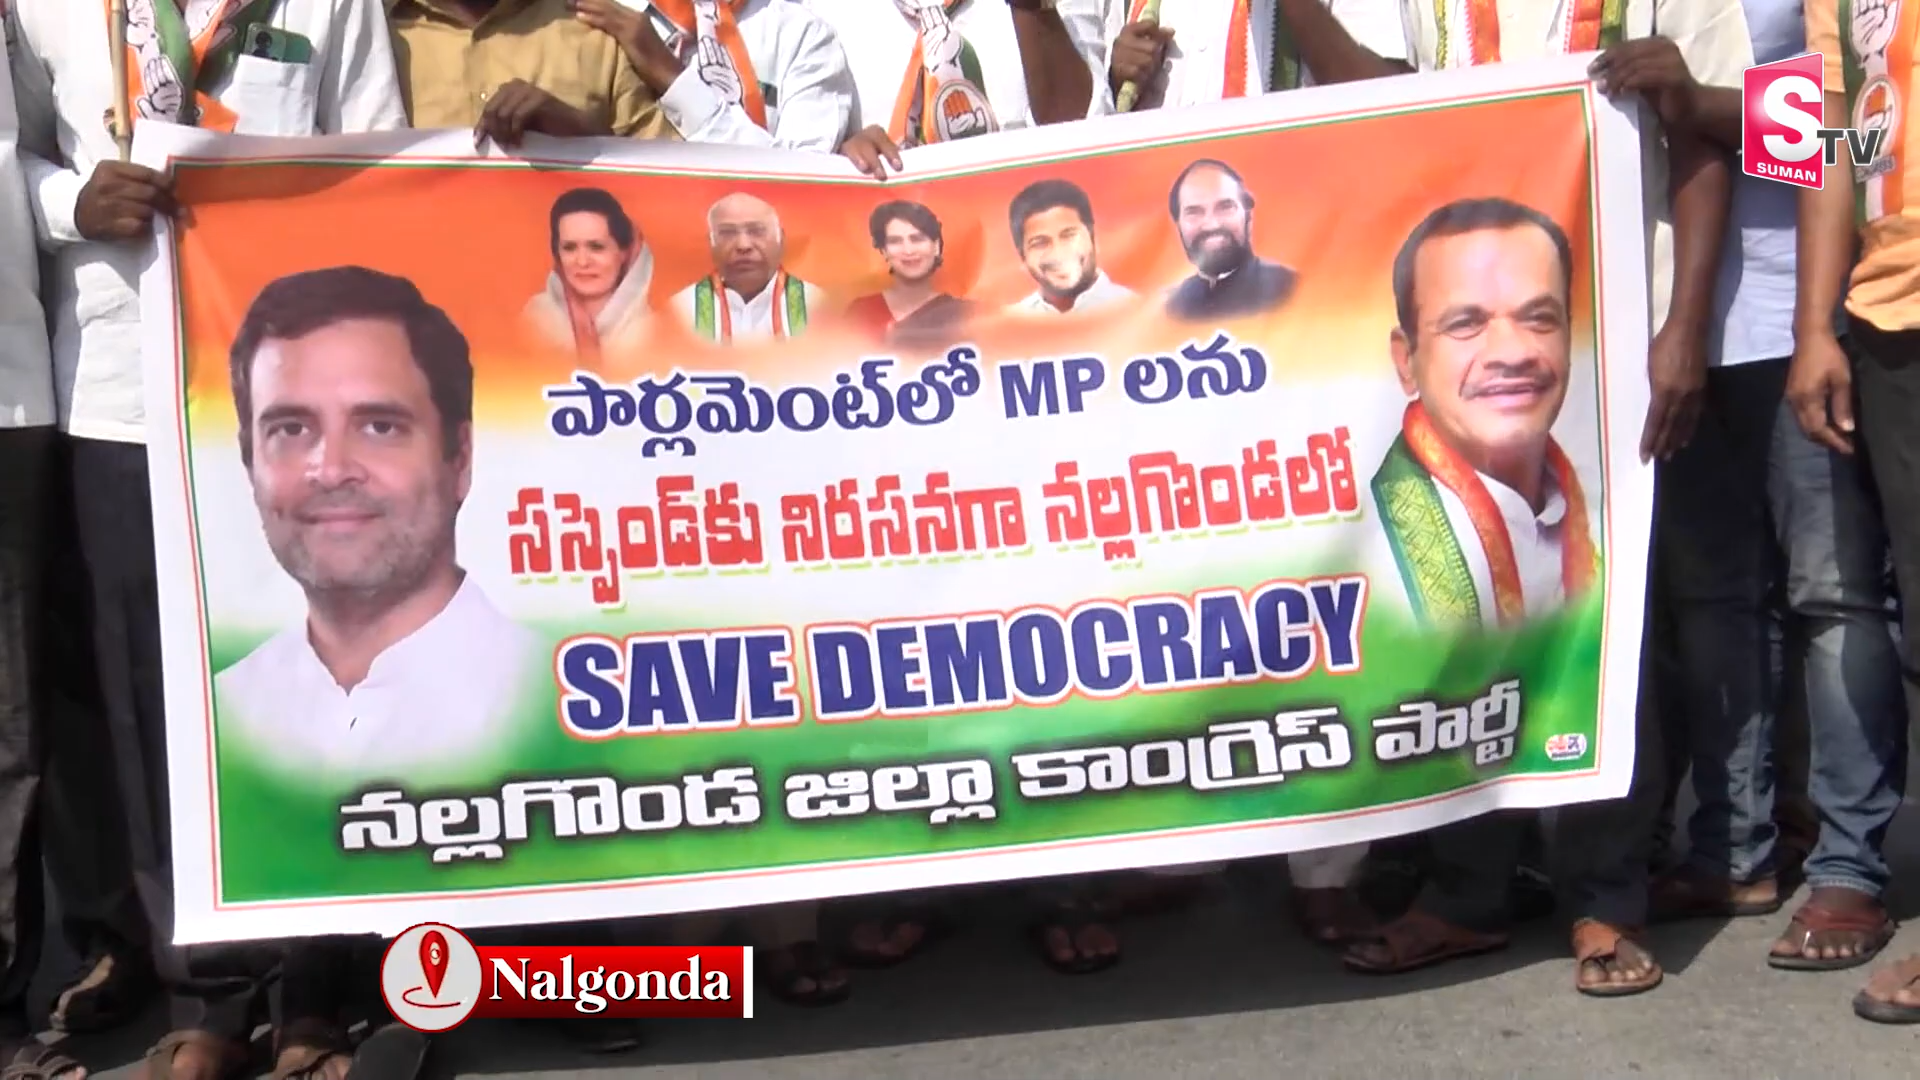 S TV
SUMAN
పార్లమెంట్‌లో MP లను
సస్పెండ్‌కు నిరసనగా నల్లగొండలో
SAVE DEMOCRACY
నల్లగొండ జిల్లా కాంగ్రెస్ పార్టీ
Nalgonda